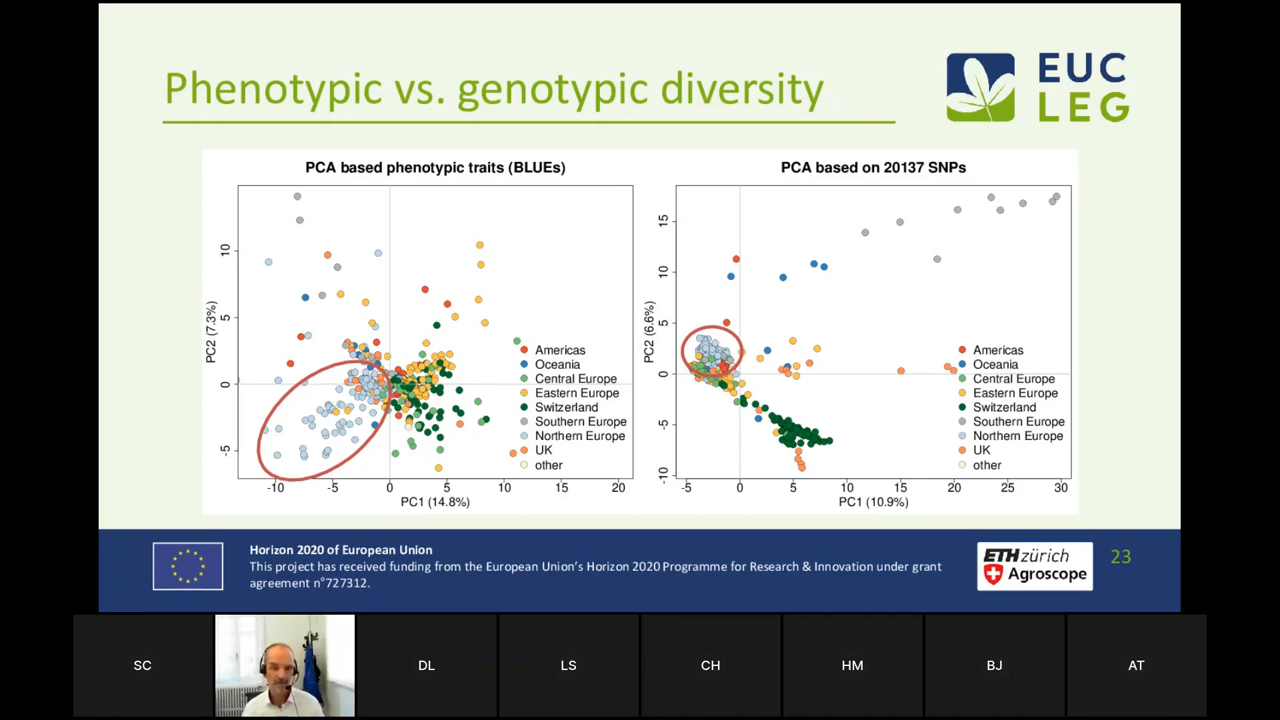 Phenotypic vs. genotypic diversity
EUC
LEG
PCA based phenotypic traits (BLUEs)
PC2 (7.3%)
10
5
0
-5
-10
-5
0
5
10
15
20
PC1 (14.8%)
Americas
Oceania
Central Europe
Eastern Europe
Switzerland
Southern Europe
Northern Europe
UK
other
PCA based on 20137 SNPs
PC2 (6.6%)
15
10
5
0
-5
-10
-5
0
5
10
15
20
25
30
PC1 (10.9%)
Americas
Oceania
Central Europe
Eastern Europe
Switzerland
Southern Europe
Northern Europe
UK
other
Horizon 2020 of European Union
This project has received funding from the European Union's Horizon 2020 Programme for Research & Innovation under grant
agreement n°727312.
ETH zürich
Agroscope
23
SC
DL
LS
CH
HM
BJ
AT